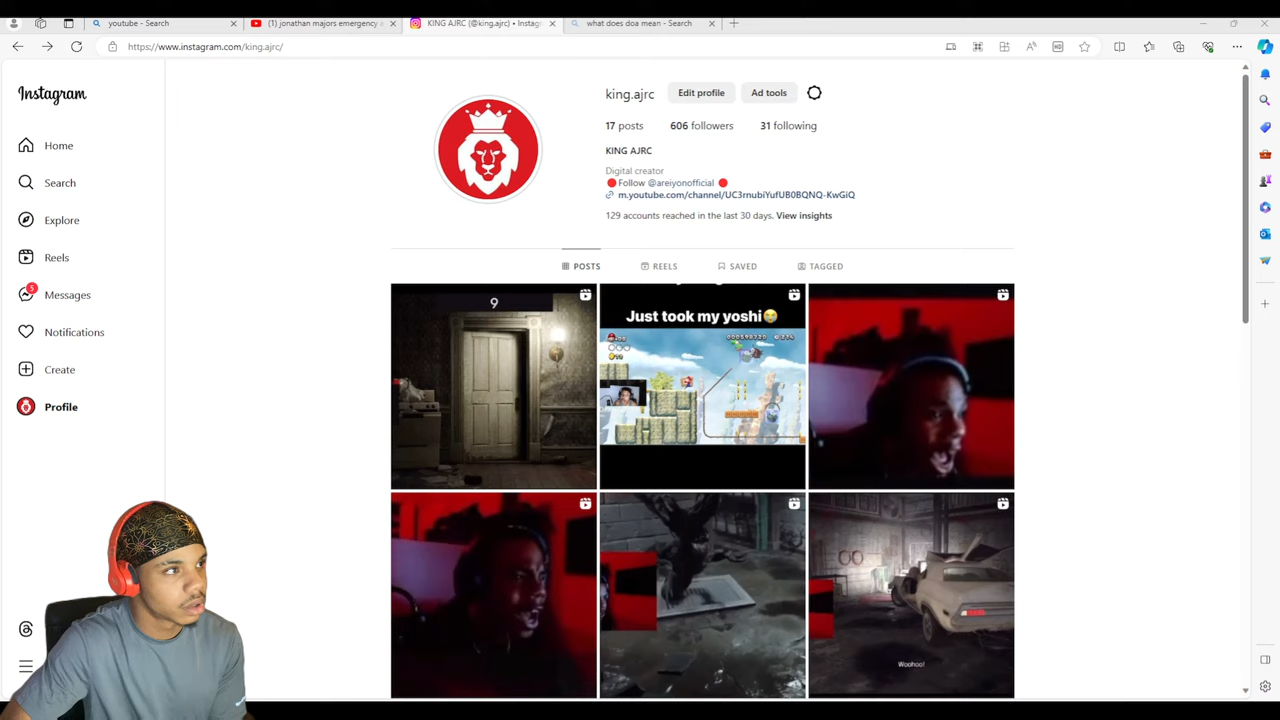 youtube - Search
(1) jonathan majors emergency
KING AJRC (@king.ajrc) • Instag
what does doa mean - Search
https://www.instagram.com/king.ajrc/
HD
Instagram
Home
Search
Explore
Reels
5
Messages
Notifications
Create
Profile
king.ajrc
Edit profile
Ad tools
17 posts
606 followers
31 following
KING AJRC
Digital creator
🔴Follow @areiyonofficial 🔴
m.youtube.com/channel/UC3rnubiYufUB0BQNQ-KwGiQ
129 accounts reached in the last 30 days. View insights
POSTS
REELS
SAVED
TAGGED
9
Just took my yoshi😭
Woohoo!